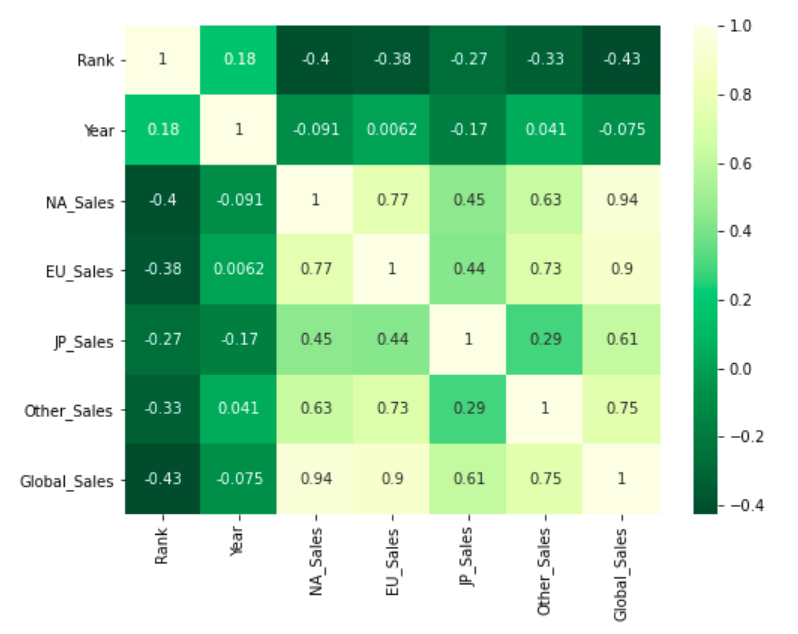 Rank 1 0.18 -0.4 -0.38 -0.27 -0.33 -0.43
Year 0.18 1 -0.091 0.0062 -0.17 0.041 -0.075
NA_Sales -0.4 -0.091 1 0.77 0.45 0.63 0.94
EU_Sales -0.38 0.0062 0.77 1 0.44 0.73 0.9
JP_Sales -0.27 -0.17 0.45 0.44 1 0.29 0.61
Other_Sales -0.33 0.041 0.63 0.73 0.29 1 0.75
Global_Sales -0.43 -0.075 0.94 0.9 0.61 0.75 1
Rank
Year
NA_Sales
EU_Sales
JP_Sales
Other_Sales
Global_Sales
1.0
0.8
0.6
0.4
0.2
0.0
−0.2
−0.4